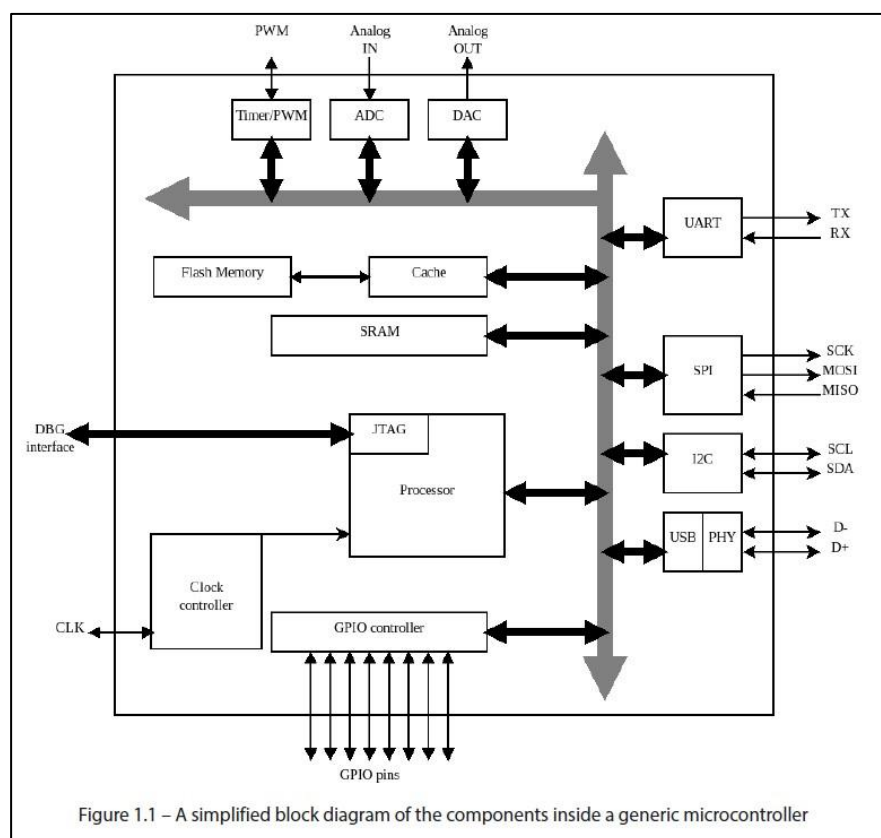 PWM
Analog
IN
Analog
OUT
Timer/PWM
ADC
DAC
UART
TX
RX
Flash Memory
Cache
SRAM
SPI
SCK
MOSI
MISO
DBG
interface
JTAG
Processor
I2C
SCL
SDA
USB
PHY
D-
D+
Clock
controller
CLK
GPIO controller
GPIO pins
Figure 1.1 – A simplified block diagram of the components inside a generic microcontroller